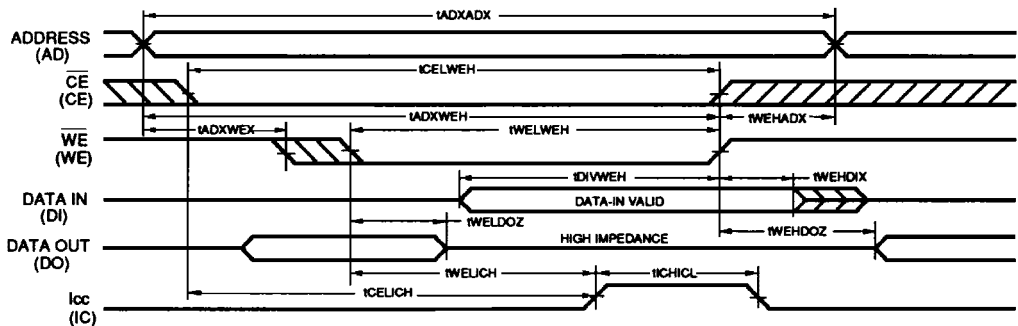 tADXADX
ADDRESS
(AD)
tCELWEH
CE
(CE)
tADXWEH
tWEHADX
tADXWEX
tWELWEH
WE
(WE)
tDIVWEH
tWEHDIX
DATA IN
(DI)
DATA-IN VALID
tWELDOZ
tWEHDOZ
DATA OUT
(DO)
HIGH IMPEDANCE
tWELICH
tICHICL
tCELICH
Icc
(IC)